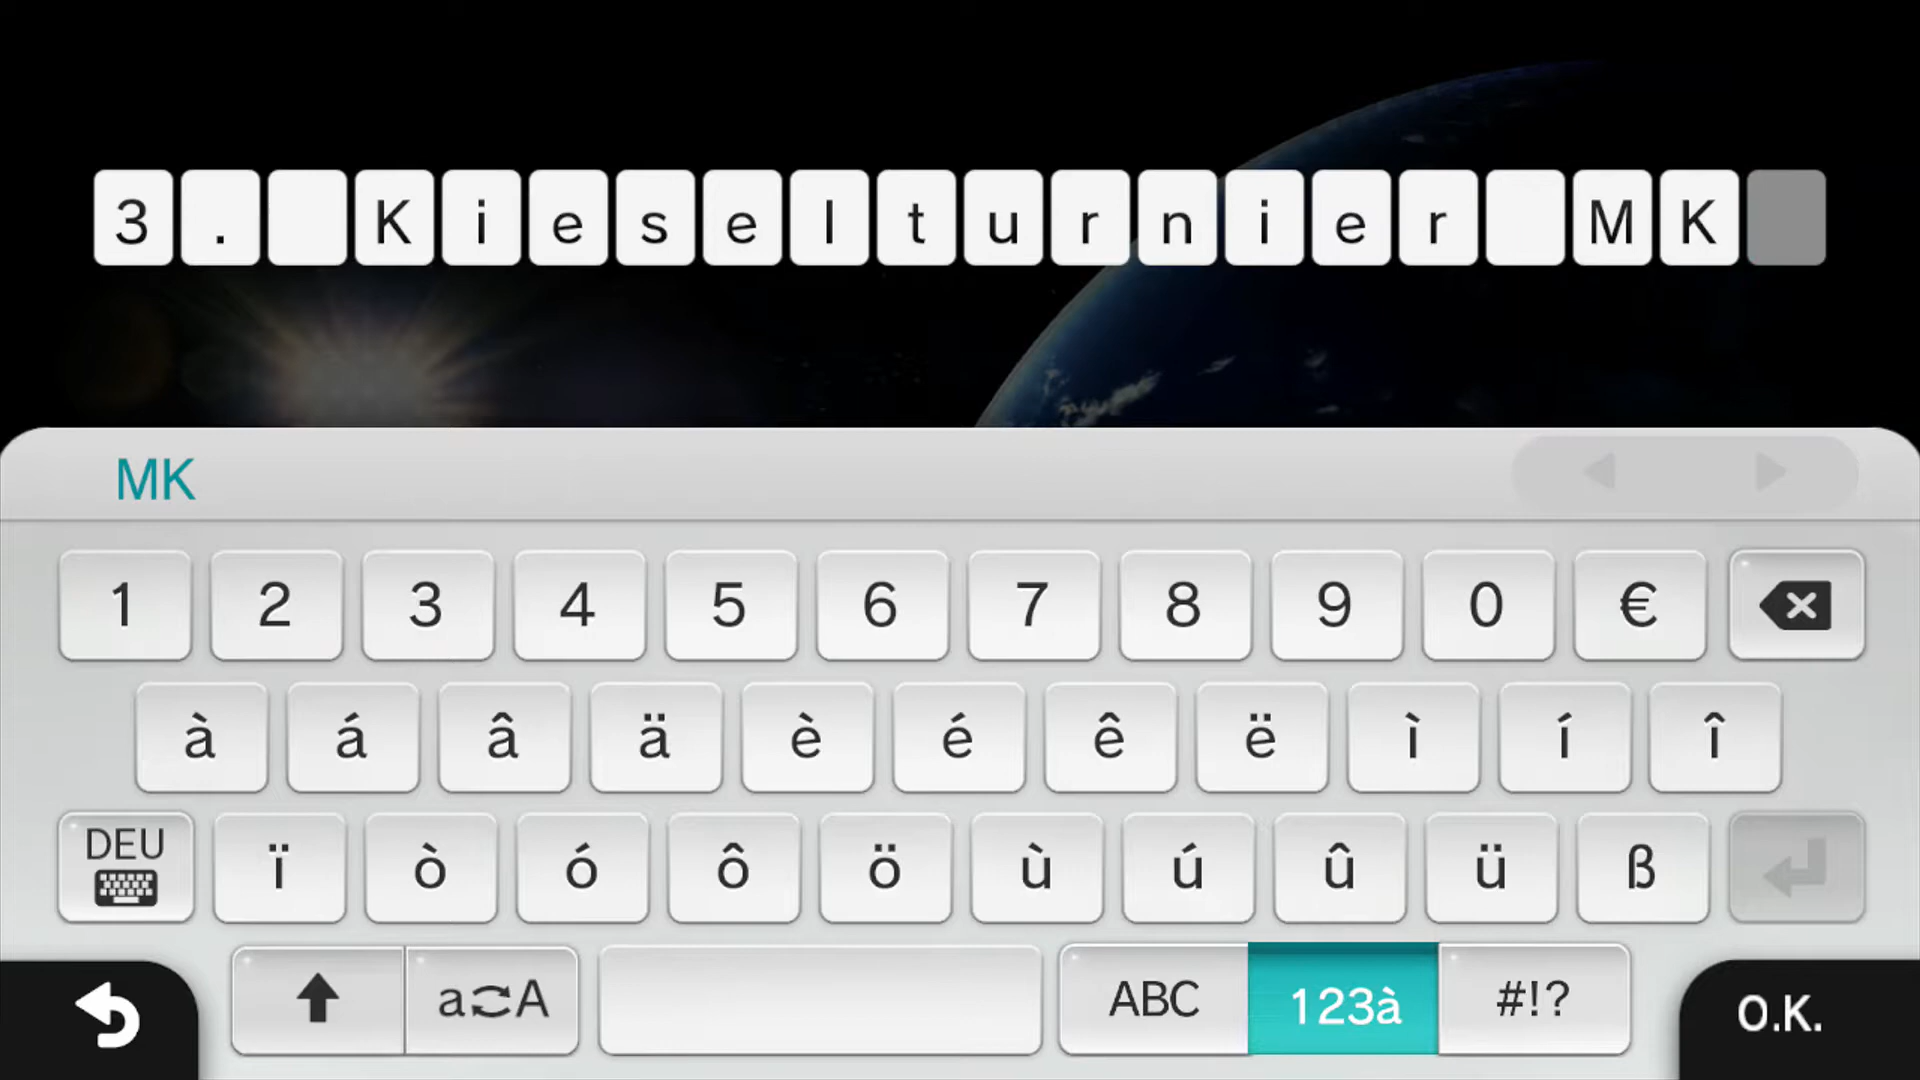 3. Kieselturnier MK
MK
1 2 3 4 5 6 7 8 9 0 €
à á â ä è é ê ë ì í î
DEU ï ò ó ô ö ù ú û ü ß
a A ABC 123à #!? O.K.